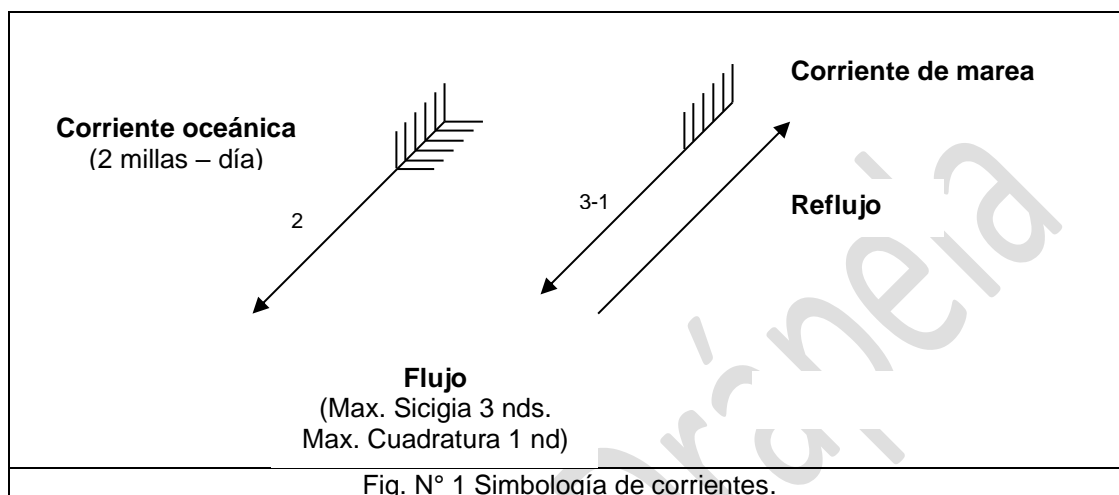 Corriente de marea
Corriente oceánica
(2 millas – día)
2
3-1
Reflujo
Flujo
(Max. Sicigia 3 nds.
Max. Cuadratura 1 nd)
Fig. N° 1 Simbología de corrientes.